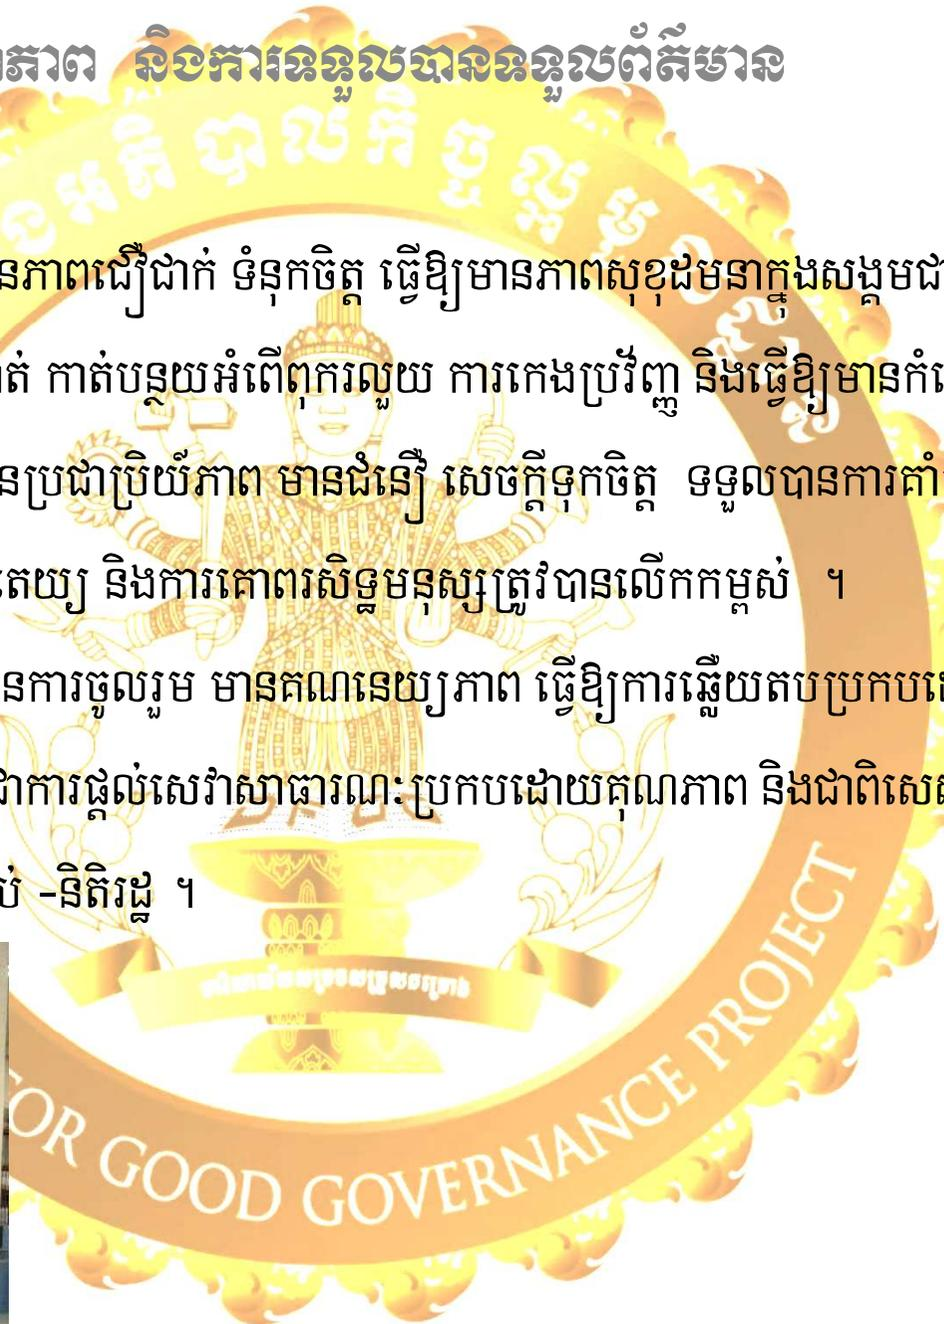 និងការទទួលបានទទួលព័ត៌មាន
នភាពជឿជាក់ ទំនុកចិត្ត ធ្វើឱ្យមានភាពសុខុដមនាក្នុងសង្គមជា
កាត់បន្ថយអំពើពុករលួយ ការកេងប្រវ័ញ្ញ និងធ្វើឱ្យមាន
នប្រជាប្រិយ៍ភាព មានជំនឿ សេចក្តីទុកចិត្ត ទទួលបានការគាំ
តេយ្យ និងការគោពរសិទ្ឋមនុស្សត្រូវបានលើកកម្ពស់ ។
នការចូលរួម មានគណនេយ្យភាព ធ្វើឱ្យការឆ្លើយតបប្រកប
ជាការផ្តល់សេវាសាធារណៈប្រកបដោយគុណភាព និងជាពិសេស
-និតិរដ្ឋ ។
អភិបាលកិច្ចល្អ
FOR GOOD GOVERNANCE PROJECT